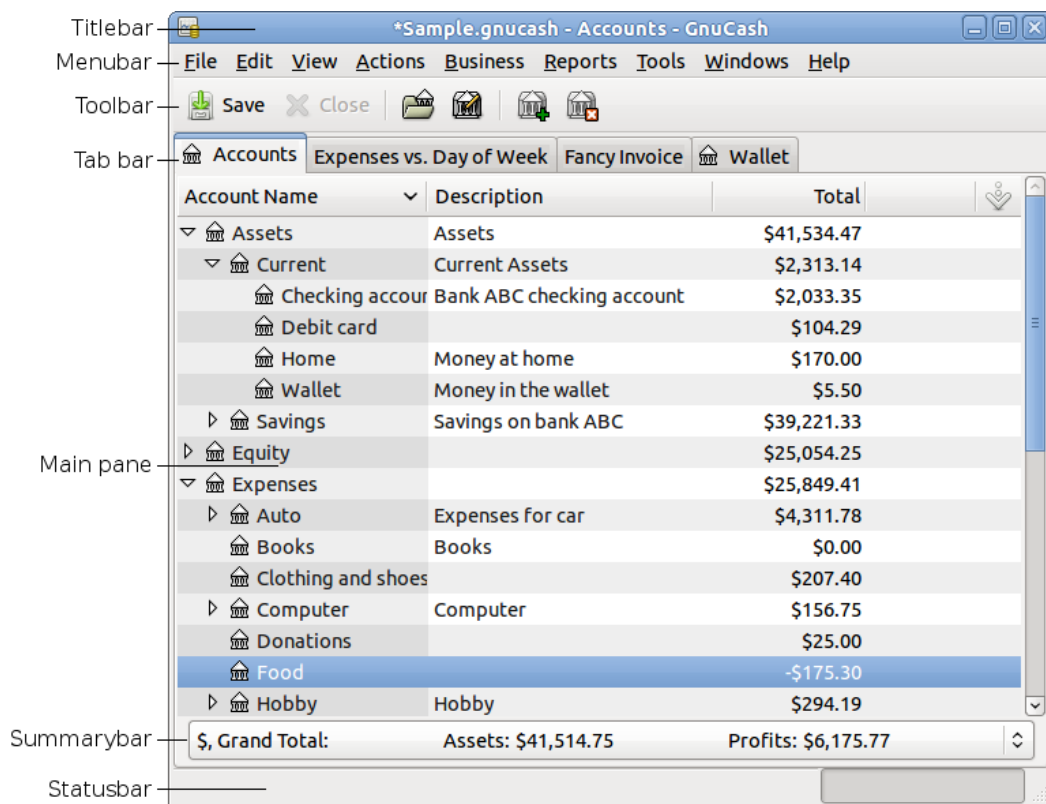 Titlebar
*Sample.gnucash - Accounts - GnuCash
Menubar
File Edit View Actions Business Reports Tools Windows Help
Toolbar
Save Close
Tab bar
Accounts Expenses vs. Day of Week Fancy Invoice Wallet
Account Name Description Total
Assets Assets $41,534.47
Current Current Assets $2,313.14
Checking accour Bank ABC checking account $2,033.35
Debit card $104.29
Home Money at home $170.00
Wallet Money in the wallet $5.50
Savings Savings on bank ABC $39,221.33
Main pane
Equity $25,054.25
Expenses $25,849.41
Auto Expenses for car $4,311.78
Books Books $0.00
Clothing and shoes $207.40
Computer Computer $156.75
Donations $25.00
Food -$175.30
Hobby Hobby $294.19
Summarybar
$, Grand Total: Assets: $41,514.75 Profits: $6,175.77
Statusbar